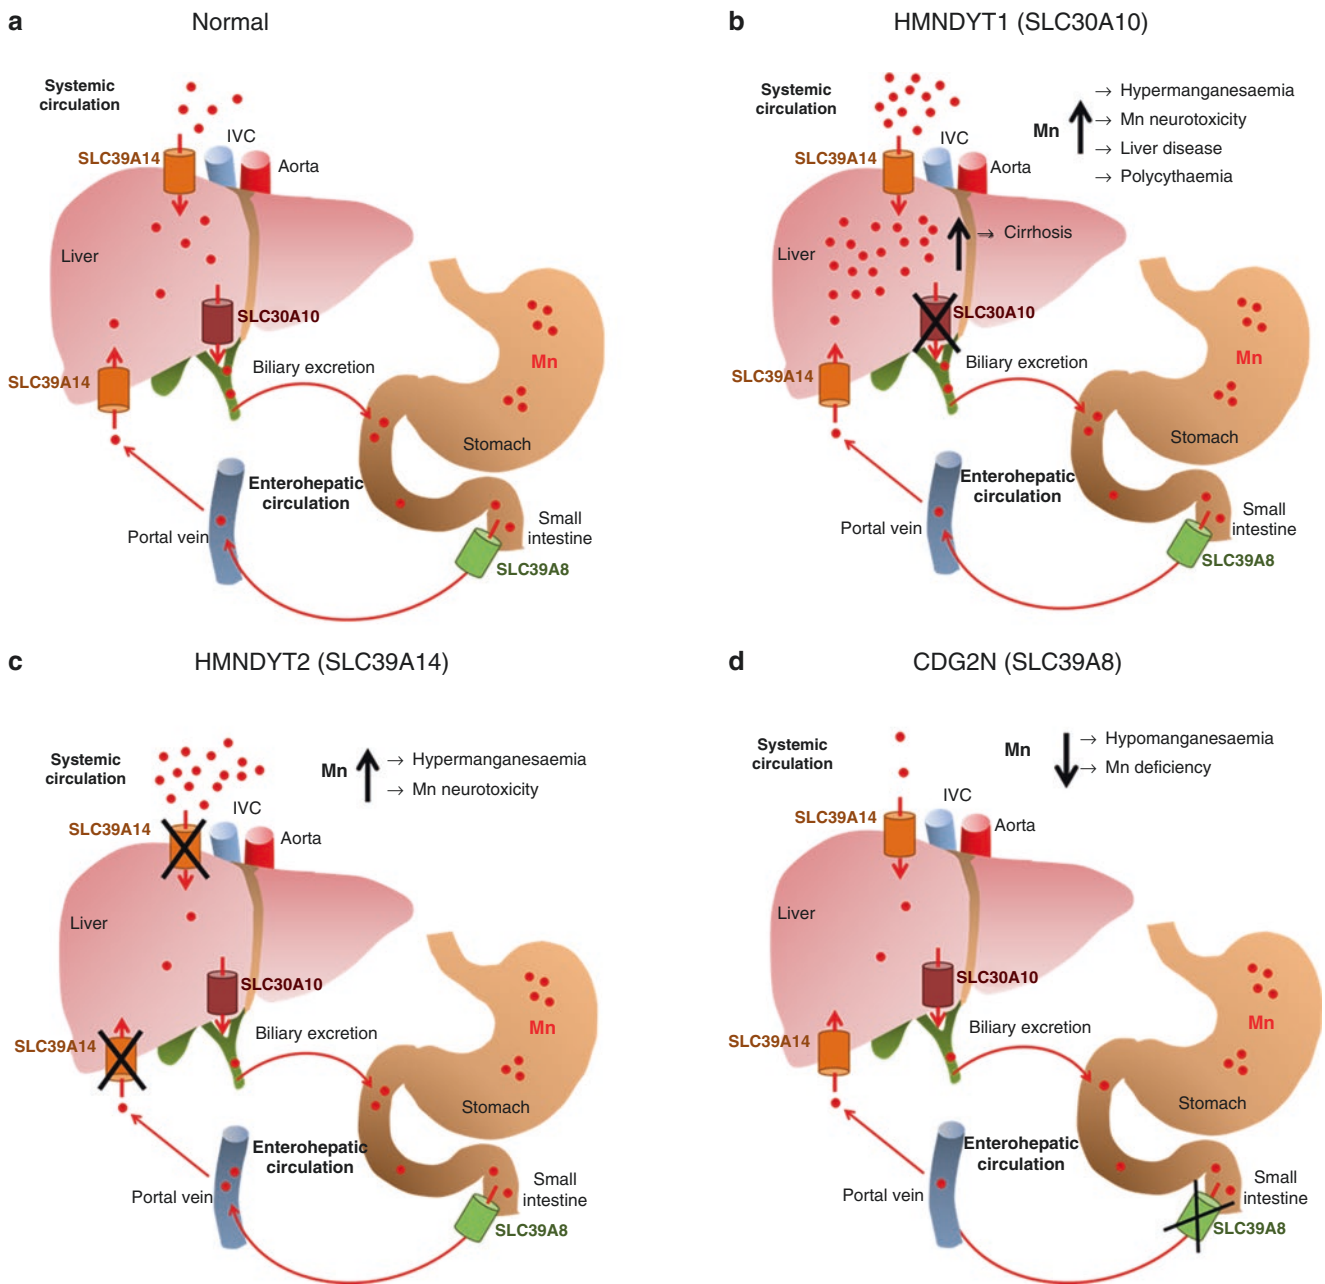 a
Normal
Systemic
circulation
IVC
SLC39A14
Aorta
Liver
SLC30A10
Mn
SLC39A14
Biliary excretion
Stomach
Enterohepatic
circulation
Portal vein
Small
intestine
SLC39A8
b
HMNDYT1 (SLC30A10)
Systemic
circulation
Mn
→ Hypermanganesaemia
→ Mn neurotoxicity
→ Liver disease
→ Polycythaemia
IVC
SLC39A14
Aorta
Liver
→ Cirrhosis
SLC30A10
Mn
SLC39A14
Biliary excretion
Stomach
Enterohepatic
circulation
Portal vein
Small
intestine
SLC39A8
c
HMNDYT2 (SLC39A14)
Systemic
circulation
Mn
→ Hypermanganesaemia
→ Mn neurotoxicity
IVC
SLC39A14
Aorta
Liver
SLC30A10
Mn
SLC39A14
Biliary excretion
Stomach
Enterohepatic
circulation
Portal vein
Small
intestine
SLC39A8
d
CDG2N (SLC39A8)
Systemic
circulation
Mn
→ Hypomanganesaemia
→ Mn deficiency
IVC
SLC39A14
Aorta
Liver
SLC30A10
Mn
SLC39A14
Biliary excretion
Stomach
Enterohepatic
circulation
Portal vein
Small
intestine
SLC39A8